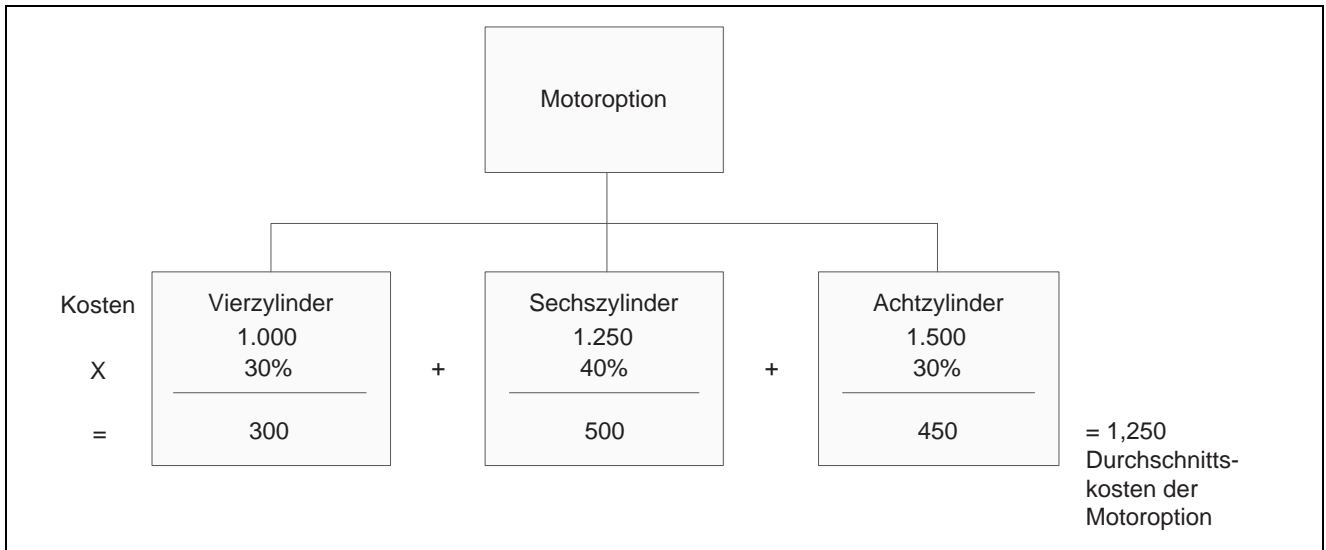 Motoroption
Kosten Vierzylinder Sechszylinder Achtzylinder
1.000 1.250 1.500
X 30% + 40% + 30%
= 300 500 450 = 1,250
Durchschnitts-
kosten der
Motoroption